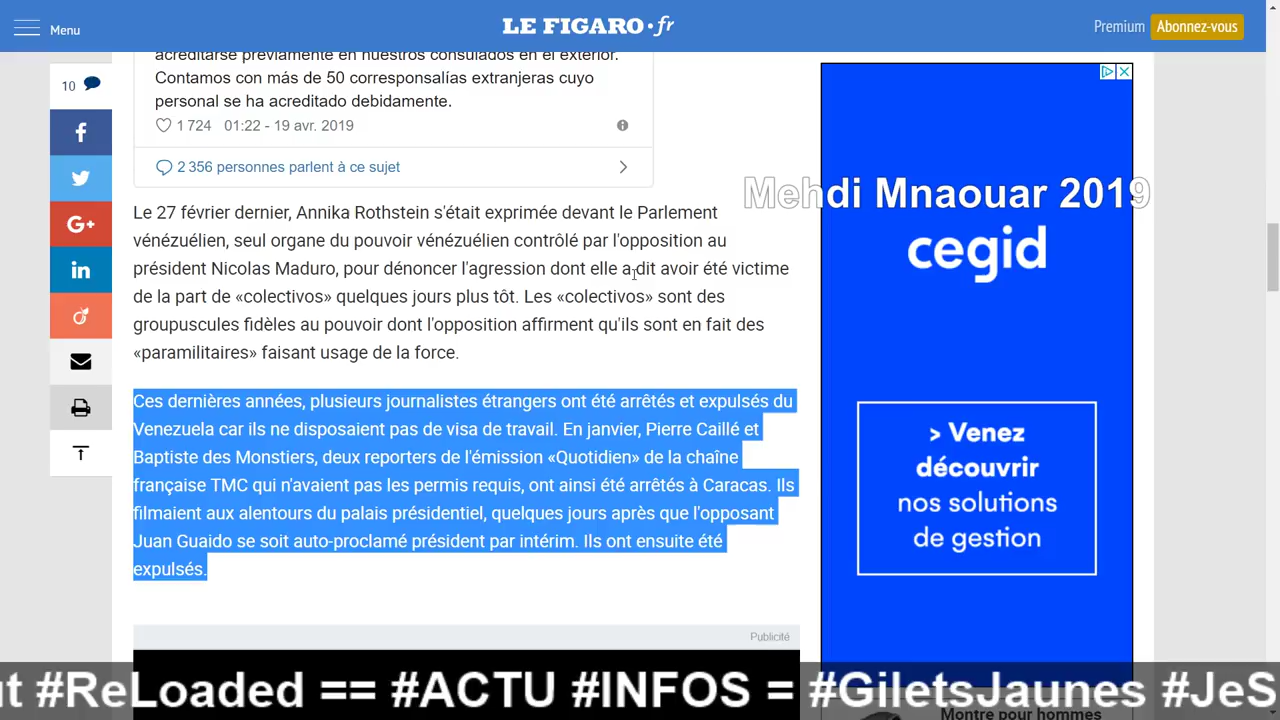 Menu
LE FIGARO·fr
Premium
Abonnez-vous
acreditarse previamente en nuestros consulados en el exterior.
Contamos con más de 50 corresponsalías extranjeras cuyo
personal se ha acreditado debidamente.
1 724 01:22 - 19 avr. 2019
2 356 personnes parlent à ce sujet
10
f
G+
in
Le 27 février dernier, Annika Rothstein s'était exprimée devant le Parlement
vénézuélien, seul organe du pouvoir vénézuélien contrôlé par l'opposition au
président Nicolas Maduro, pour dénoncer l'agression dont elle a dit avoir été victime
de la part de «colectivos» quelques jours plus tôt. Les «colectivos» sont des
groupuscules fidèles au pouvoir dont l'opposition affirment qu'ils sont en fait des
«paramilitaires» faisant usage de la force.
Ces dernières années, plusieurs journalistes étrangers ont été arrêtés et expulsés du
Venezuela car ils ne disposaient pas de visa de travail. En janvier, Pierre Caillé et
Baptiste des Monstiers, deux reporters de l'émission «Quotidien» de la chaîne
française TMC qui n'avaient pas les permis requis, ont ainsi été arrêtés à Caracas. Ils
filmaient aux alentours du palais présidentiel, quelques jours après que l'opposant
Juan Guaido se soit auto-proclamé président par intérim. Ils ont ensuite été
expulsés.
Publicité
Mehdi Mnaouar 2019
cegid
> Venez
découvrir
nos solutions
de gestion
Montre pour hommes
ut #ReLoaded == #ACTU #INFOS = #GiletsJaunes #JeS